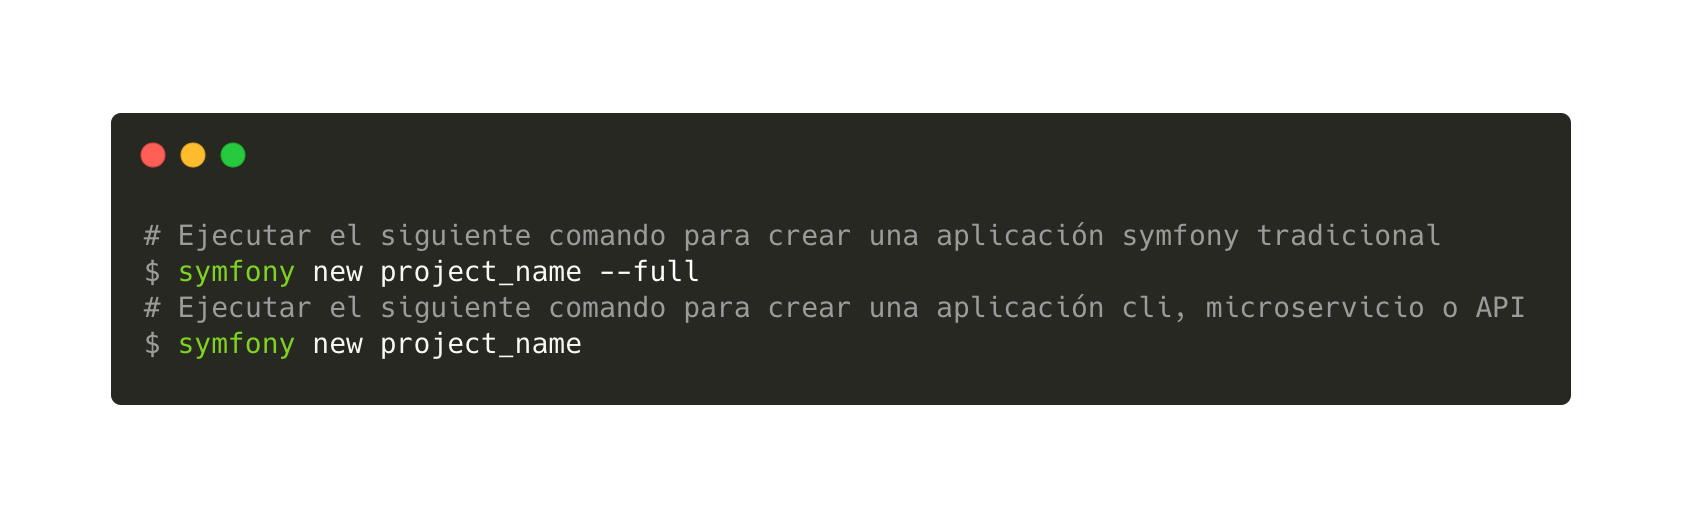 # Ejecutar el siguiente comando para crear una aplicación symfony tradicional
$ symfony new project_name --full
# Ejecutar el siguiente comando para crear una aplicación cli, microservicio o API
$ symfony new project_name